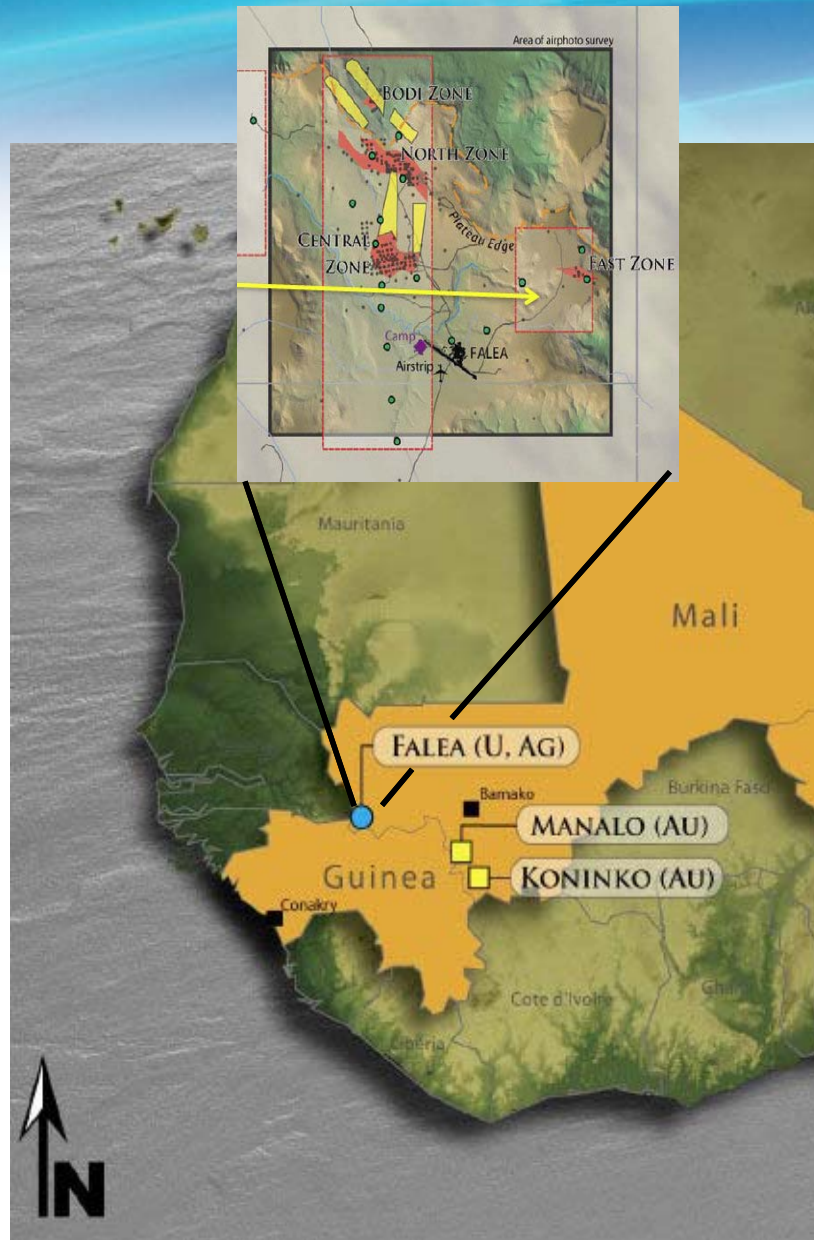 Area of airphoto survey
BODI ZONE
NORTH ZONE
Plateau Edge
CENTRAL
ZONE
EAST ZONE
Camp
FALEA
Airstrip
Mauritania
Mali
FALEA (U, AG)
Burkina Faso
Bamako
MANALO (AU)
Guinea
KONINKO (AU)
Conakry
Cote d'Ivoire
Ghana
Liberia
N